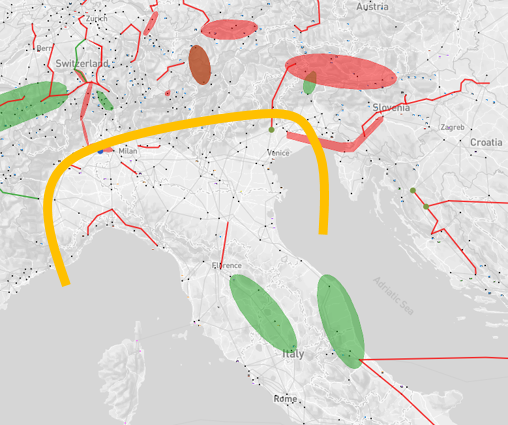 Austria
Zurich
Bern
Switzerland
Slovenia
Zagreb
Croatia
Milan
Venice
Florence
Adriatic Sea
Italy
Rome